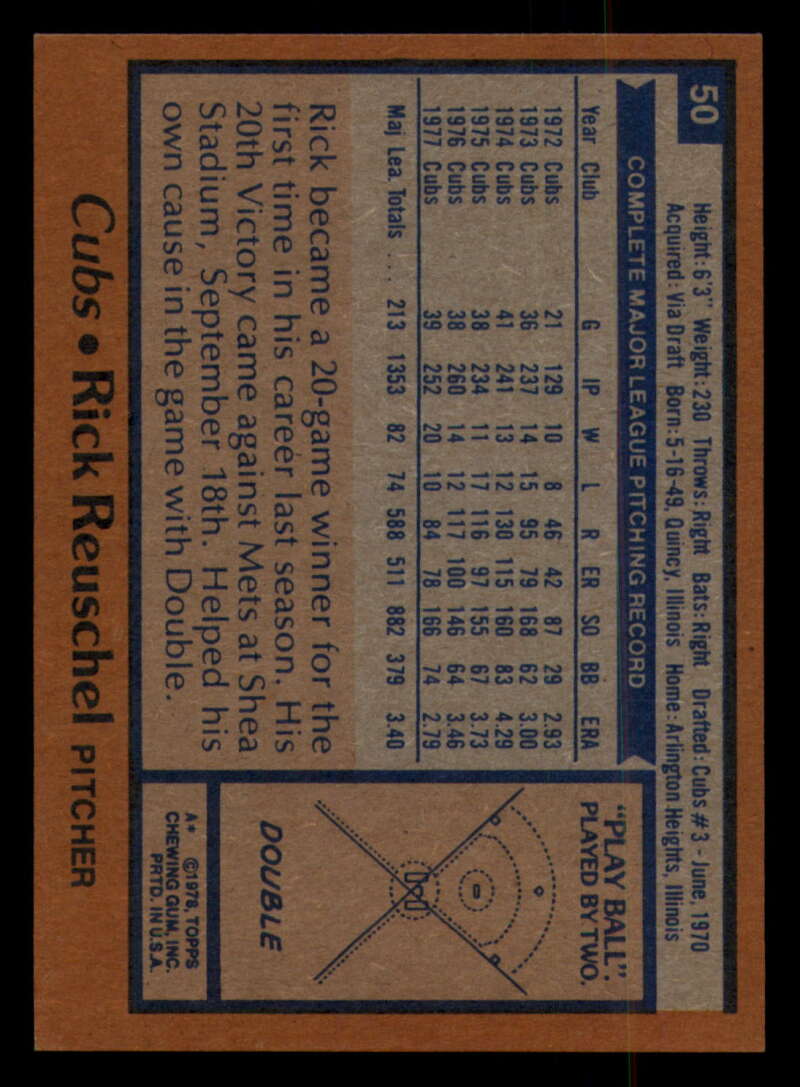 50
Height: 6'3" Weight: 230 Throws: Right Bats: Right Drafted: Cubs #3 - June, 1970
Acquired: Via Draft Born: 5-16-49, Quincy, Illinois Home: Arlington Heights, Illinois
COMPLETE MAJOR LEAGUE PITCHING RECORD
Year Club G IP W L R ER SO BB ERA
1972 Cubs 21 129 10 8 46 42 87 29 2.93
1973 Cubs 36 237 14 15 95 79 168 62 3.00
1974 Cubs 41 241 13 12 130 115 160 83 4.29
1975 Cubs 38 234 11 17 116 97 155 67 3.73
1976 Cubs 38 260 14 12 117 100 146 64 3.46
1977 Cubs 39 252 20 10 84 78 166 74 2.79
Maj Lea. Totals .... 213 1353 82 74 588 511 882 379 3.40
Rick became a 20-game winner for the
first time in his career last season. His
20th Victory came against Mets at Shea
Stadium, September 18th. Helped his
own cause in the game with Double.
"PLAY BALL".
PLAYED BY TWO.
DOUBLE
A* ©1978, TOPPS
CHEWING GUM, INC.
PRTD. IN U.S.A.
Cubs • Rick Reuschel PITCHER